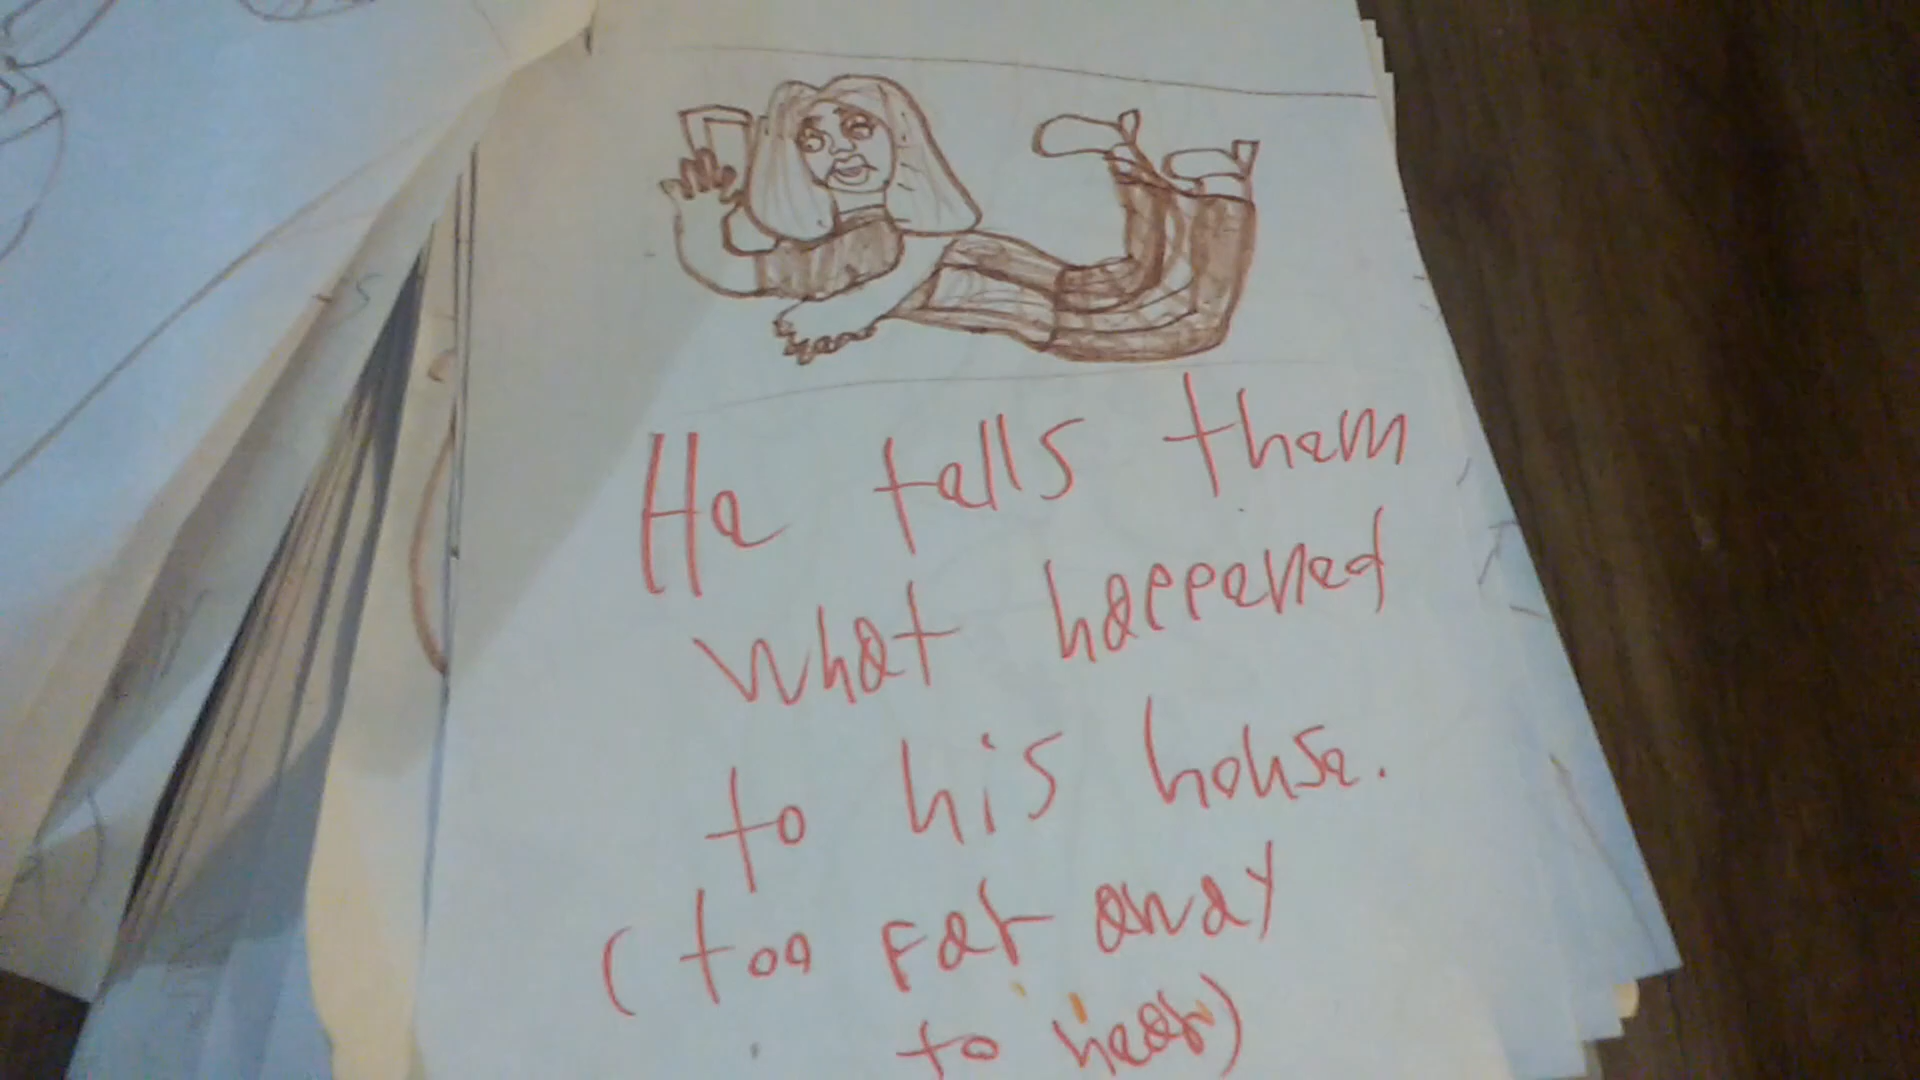 He tells them
what happened
to his house.
(too far away
to hear)